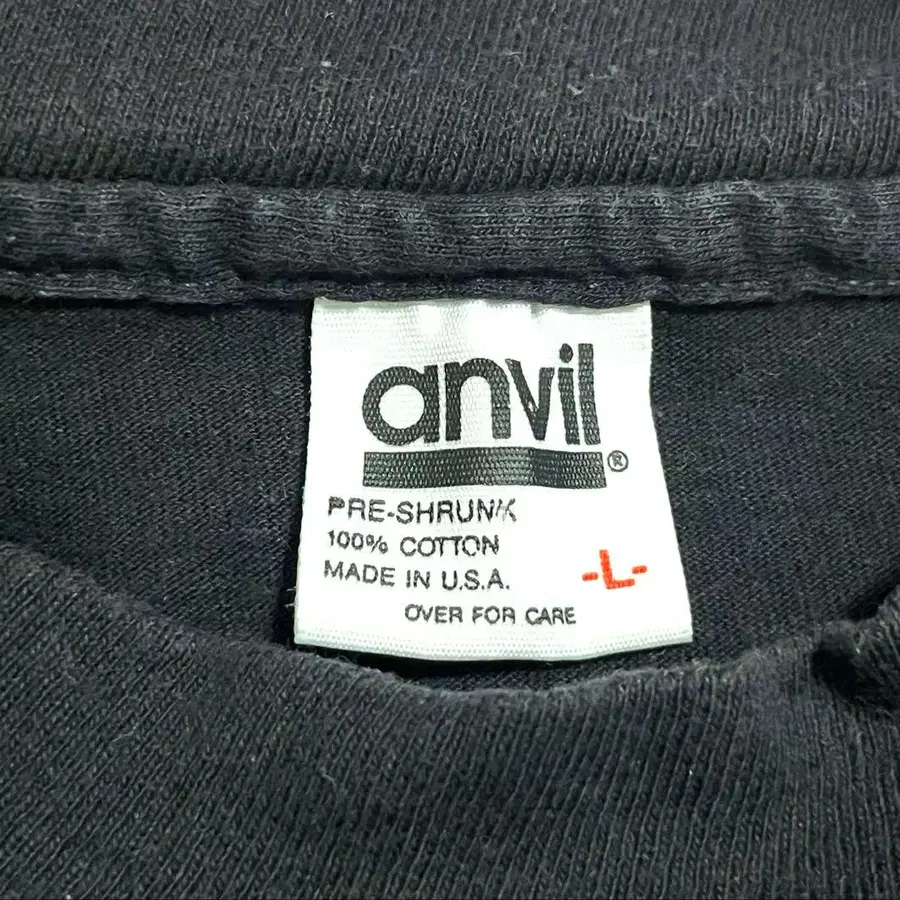 anvil®
PRE-SHRUNK
100% COTTON
MADE IN U.S.A.
-L-
OVER FOR CARE